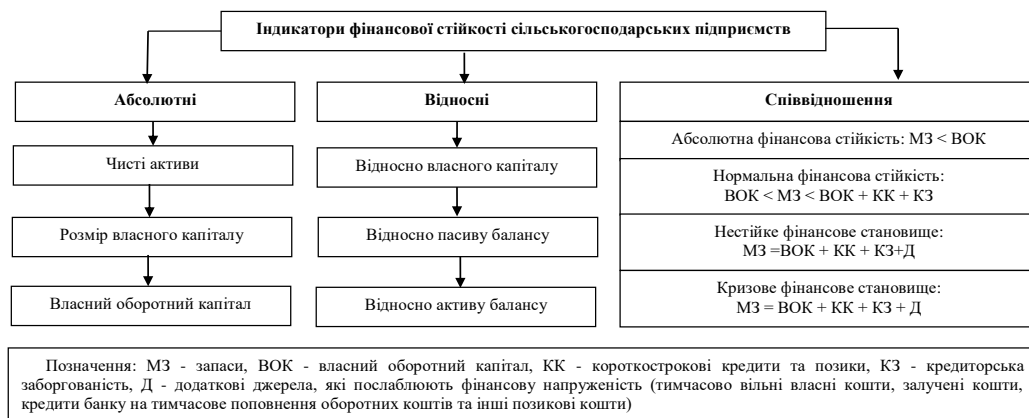 Індикатори фінансової стійкості сільськогосподарських підприємств
Абсолютні
Чисті активи
Розмір власного капіталу
Власний оборотний капітал
Відносні
Відносно власного капіталу
Відносно пасиву балансу
Відносно активу балансу
Співвідношення
Абсолютна фінансова стійкість: МЗ < ВОК
Нормальна фінансова стійкість:
ВОК < МЗ < ВОК + КК + КЗ
Нестійке фінансове становище:
МЗ =ВОК + КК + КЗ+Д
Кризове фінансове становище:
МЗ = ВОК + КК + КЗ + Д
Позначення: МЗ - запаси, ВОК - власний оборотний капітал, КК - короткострокові кредити та позики, КЗ - кредиторська
заборгованість, Д - додаткові джерела, які послаблюють фінансову напруженість (тимчасово вільні власні кошти, залучені кошти,
кредити банку на тимчасове поповнення оборотних коштів та інші позикові кошти)